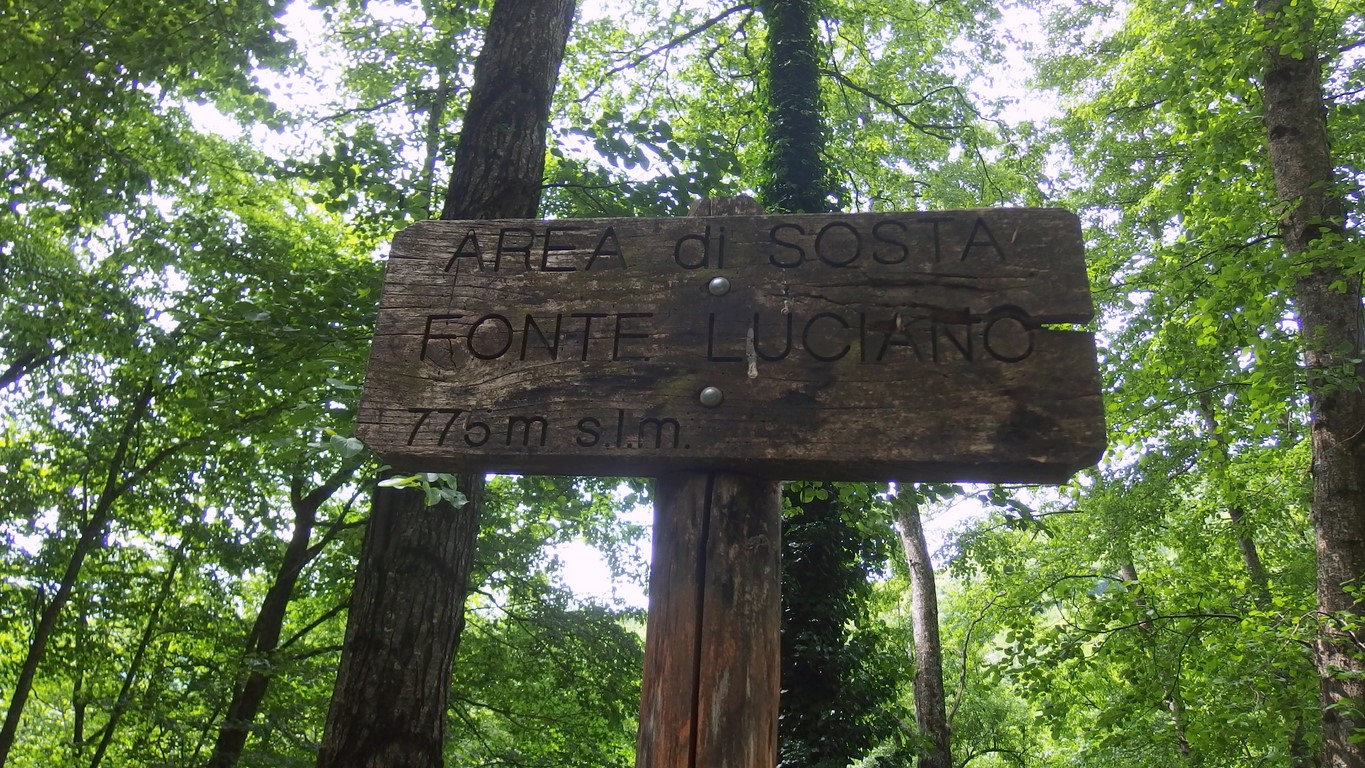 AREA di SOSTA
FONTE LUCIANO
775 m s.l.m.